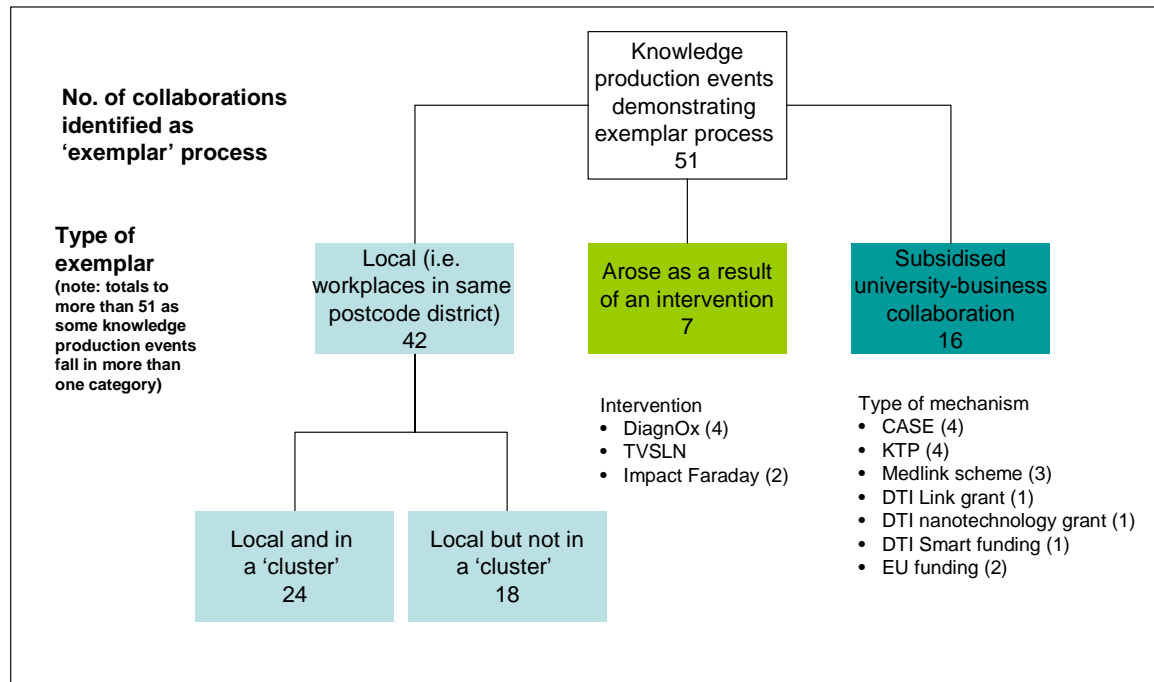 Knowledge
production events
demonstrating
exemplar process
51
No. of collaborations
identified as
‘exemplar’ process
Type of
exemplar
(note: totals to
more than 51 as
some knowledge
production events
fall in more than
one category)
Local (i.e.
workplaces in same
postcode district)
42
Arose as a result
of an intervention
7
Subsidised
university-business
collaboration
16
Intervention
• DiagnOx (4)
• TVSLN
• Impact Faraday (2)
Type of mechanism
• CASE (4)
• KTP (4)
• Medlink scheme (3)
• DTI Link grant (1)
• DTI nanotechnology grant (1)
• DTI Smart funding (1)
• EU funding (2)
Local and in
a ‘cluster’
24
Local but not in
a ‘cluster’
18